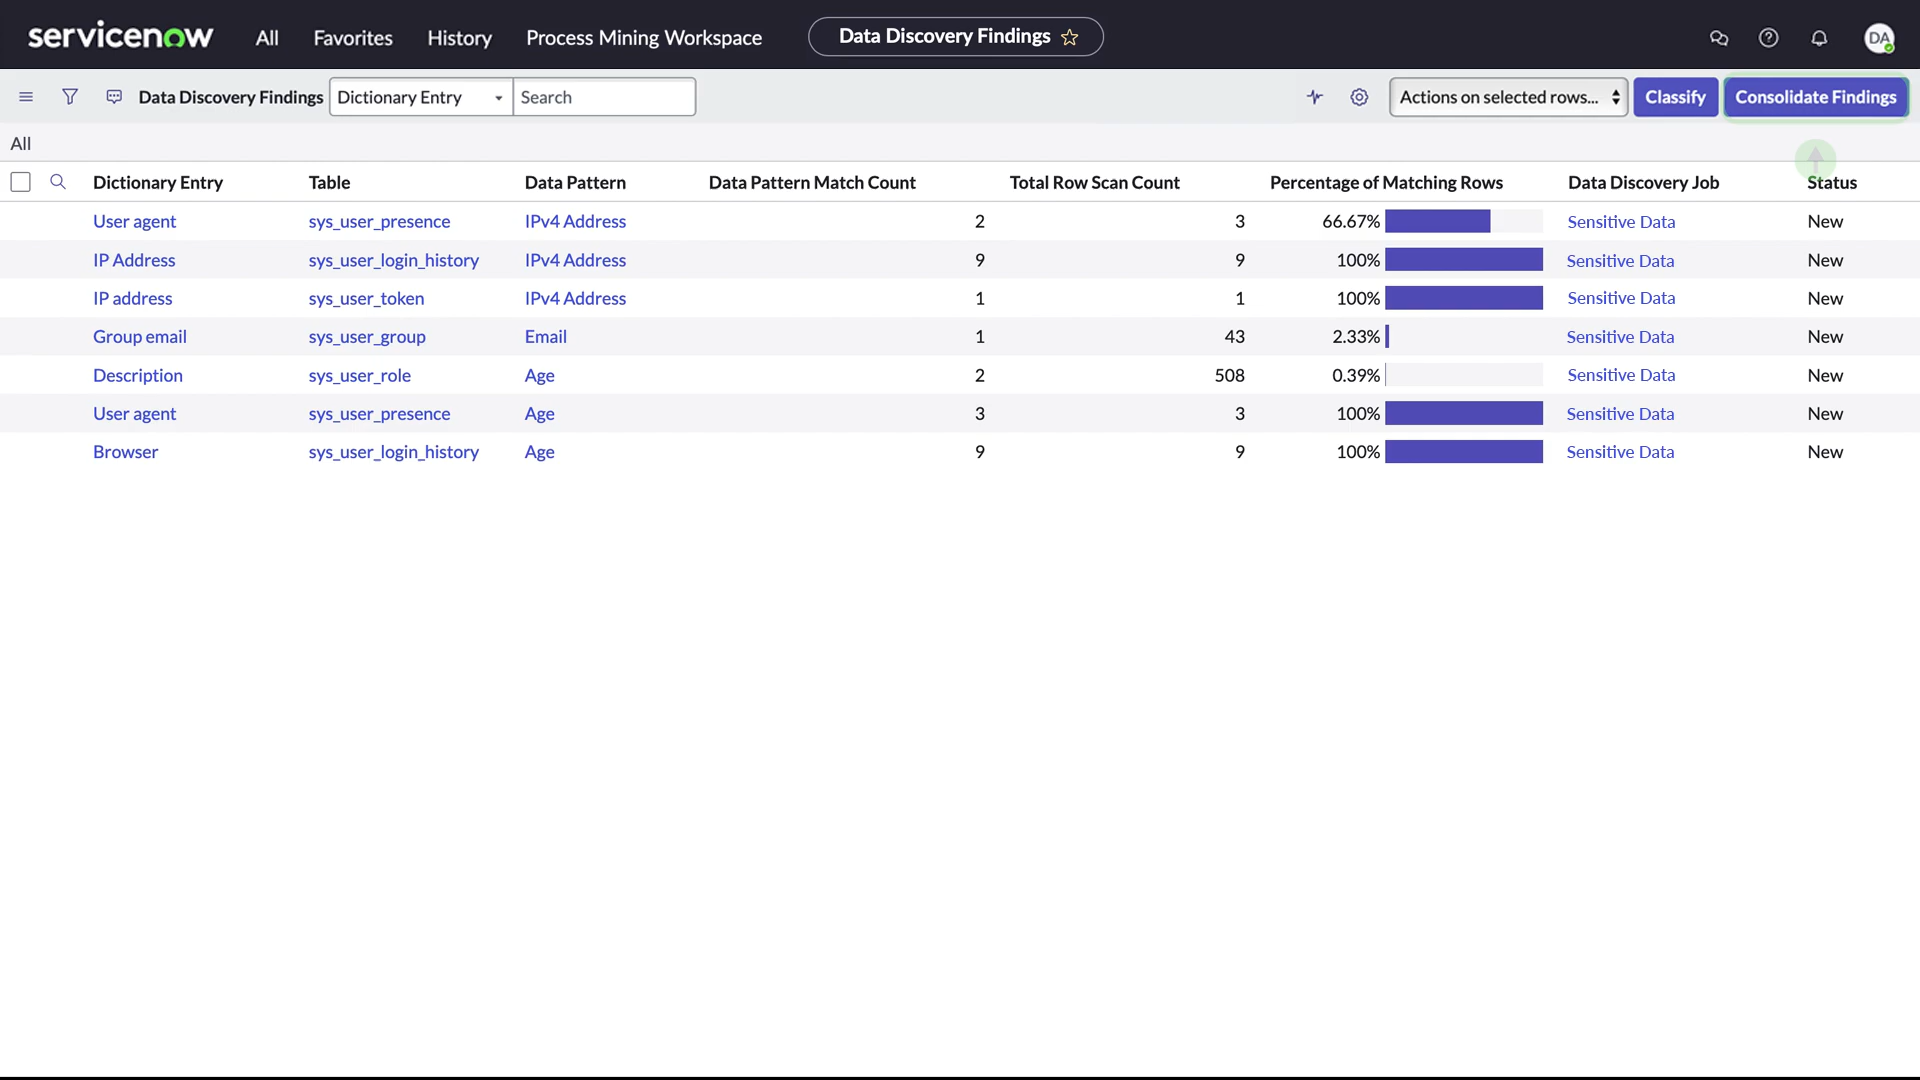 servicenow All Favorites History Process Mining Workspace Data Discovery Findings DA
Data Discovery Findings Dictionary Entry Search Actions on selected rows... Classify Consolidate Findings
All
Dictionary Entry Table Data Pattern Data Pattern Match Count Total Row Scan Count Percentage of Matching Rows Data Discovery Job Status
User agent sys_user_presence IPv4 Address 2 3 66.67% Sensitive Data New
IP Address sys_user_login_history IPv4 Address 9 9 100% Sensitive Data New
IP address sys_user_token IPv4 Address 1 1 100% Sensitive Data New
Group email sys_user_group Email 1 43 2.33% Sensitive Data New
Description sys_user_role Age 2 508 0.39% Sensitive Data New
User agent sys_user_presence Age 3 3 100% Sensitive Data New
Browser sys_user_login_history Age 9 9 100% Sensitive Data New